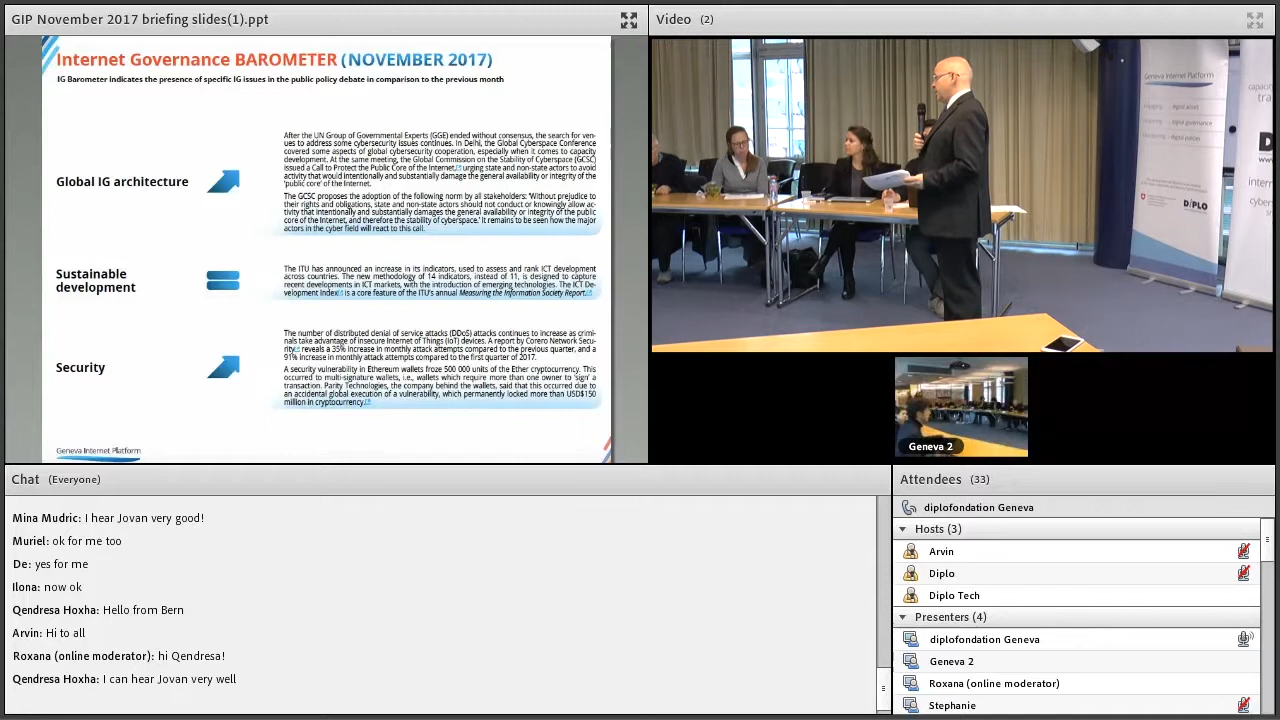 GIP November 2017 briefing slides(1).ppt
Internet Governance BAROMETER (NOVEMBER 2017)
IG Barometer indicates the presence of specific IG issues in the public policy debate in comparison to the previous month
Global IG architecture
After the UN Group of Governmental Experts (GGE) ended without consensus, the search for ven-
ues to address some cybersecurity issues continues. In Delhi, the Global Cyberspace Conference
covered some aspects of global cybersecurity cooperation, especially when it comes to capacity
development. At the same meeting, the Global Commission on the Stability of Cyberspace (GCSC)
issued a Call to Protect the Public Core of the Internet, urging state and non-state actors to avoid
activity that would intentionally and substantially damage the general availability or integrity of the
'public core' of the Internet.
The GCSC proposes the adoption of the following norm by all stakeholders: 'Without prejudice to
their rights and obligations, state and non-state actors should not conduct or knowingly allow ac-
tivity that intentionally and substantially damages the general availability or integrity of the public
core of the Internet, and therefore the stability of cyberspace.' It remains to be seen how the major
actors in the cyber field will react to this call.
Sustainable
development
The ITU has announced an increase in its indicators, used to assess and rank ICT development
across countries. The new methodology of 14 indicators, instead of 11, is designed to capture
recent developments in ICT markets, with the introduction of emerging technologies. The ICT De-
velopment Index is a core feature of the ITU's annual Measuring the Information Society Report.
Security
The number of distributed denial of service attacks (DDoS) attacks continues to increase as crimi-
nals take advantage of insecure Internet of Things (IoT) devices. A report by Corero Network Secu-
rity reveals a 35% increase in monthly attack attempts compared to the previous quarter, and a
91% increase in monthly attack attempts compared to the first quarter of 2017.
A security vulnerability in Ethereum wallets froze 500 000 units of the Ether cryptocurrency. This
occurred to multi-signature wallets, i.e., wallets which require more than one owner to 'sign' a
transaction. Parity Technologies, the company behind the wallets, said that this occurred due to
an accidental global execution of a vulnerability, which permanently locked more than USD$150
million in cryptocurrency.
Geneva Internet Platform
Video (2)
Geneva Internet Platform
digital actors
digital governance
digital policies
DIPLO
Geneva 2
Chat (Everyone)
Mina Mudric: I hear Jovan very good!
Muriel: ok for me too
De: yes for me
Ilona: now ok
Qendresa Hoxha: Hello from Bern
Arvin: Hi to all
Roxana (online moderator): hi Qendresa!
Qendresa Hoxha: I can hear Jovan very well
Attendees (33)
diplofondation Geneva
Hosts (3)
Arvin
Diplo
Diplo Tech
Presenters (4)
diplofondation Geneva
Geneva 2
Roxana (online moderator)
Stephanie